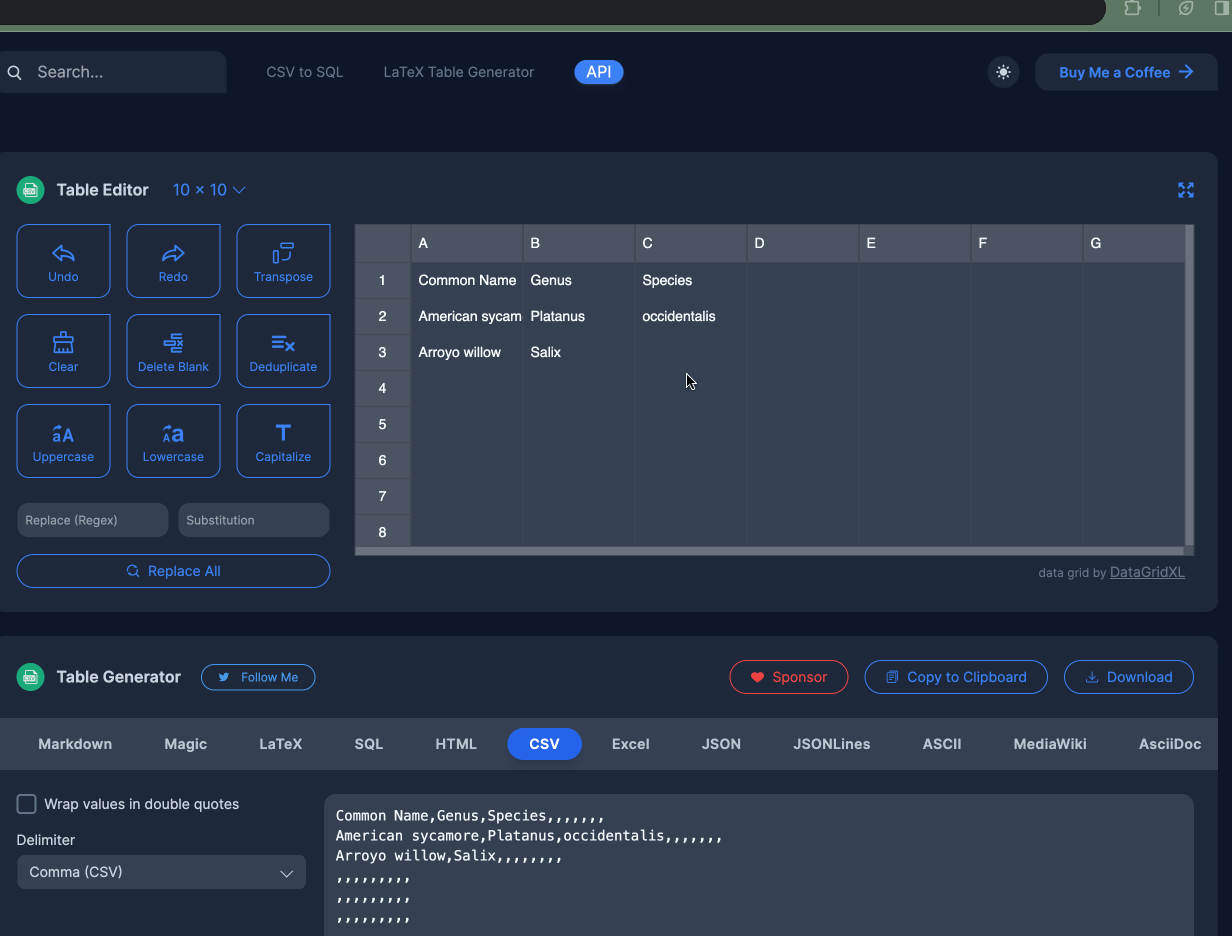 Search...
CSV to SQL
LaTeX Table Generator
API
Buy Me a Coffee
Table Editor
10 × 10
Undo
Redo
Transpose
Clear
Delete Blank
Deduplicate
Uppercase
Lowercase
Capitalize
Replace (Regex)
Substitution
Replace All
A B C D E F G
1 Common Name Genus Species
2 American sycam Platanus occidentalis
3 Arroyo willow Salix
4
5
6
7
8
data grid by DataGridXL
Table Generator
Follow Me
Sponsor
Copy to Clipboard
Download
Markdown Magic LaTeX SQL HTML CSV Excel JSON JSONLines ASCII MediaWiki AsciiDoc
Wrap values in double quotes
Delimiter
Comma (CSV)
Common Name,Genus,Species,,,,,,,
American sycamore,Platanus,occidentalis,,,,,,,
Arroyo willow,Salix,,,,,,,,
,,,,,,,,,
,,,,,,,,,
,,,,,,,,,